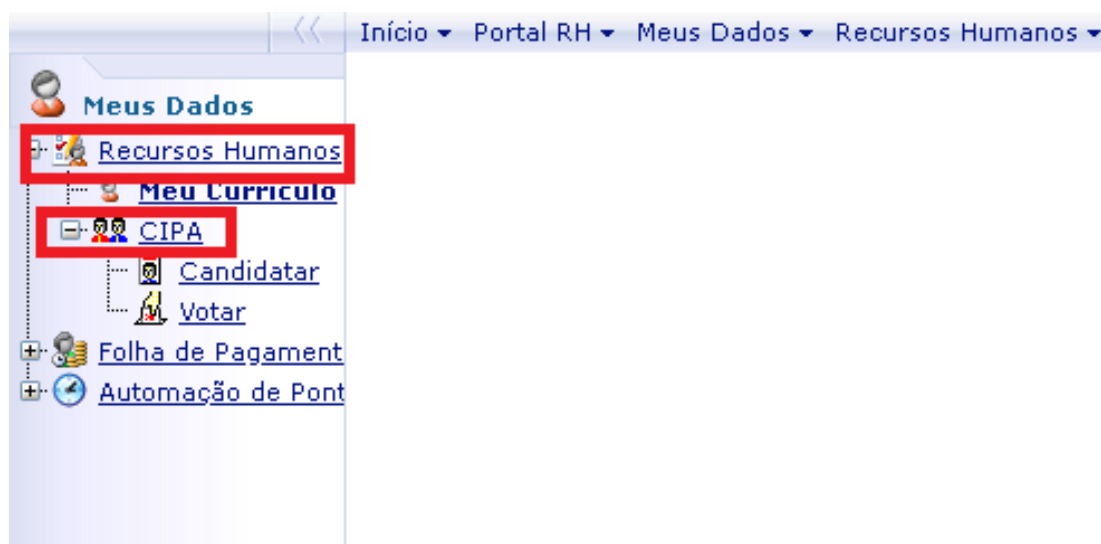 Início Portal RH Meus Dados Recursos Humanos
Meus Dados
Recursos Humanos
Meu Currículo
CIPA
Candidatar
Votar
Folha de Pagament
Automação de Pont